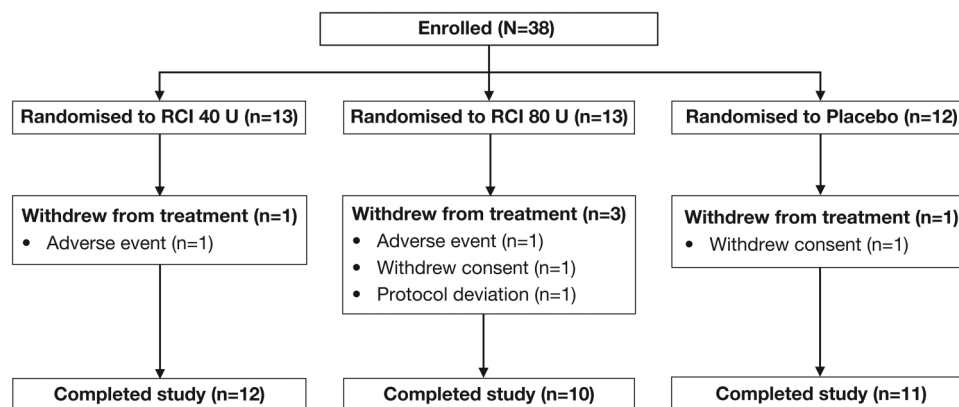 Enrolled (N=38)
Randomised to RCI 40 U (n=13)
Randomised to RCI 80 U (n=13)
Randomised to Placebo (n=12)
Withdrew from treatment (n=1)
• Adverse event (n=1)
Withdrew from treatment (n=3)
• Adverse event (n=1)
• Withdrew consent (n=1)
• Protocol deviation (n=1)
Withdrew from treatment (n=1)
• Withdrew consent (n=1)
Completed study (n=12)
Completed study (n=10)
Completed study (n=11)